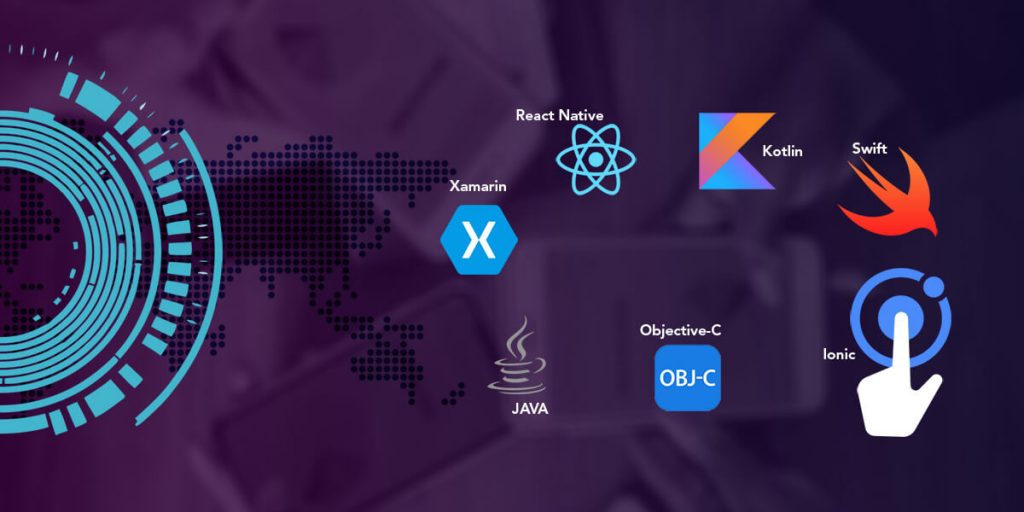 React Native
Kotlin
Swift
Xamarin
X
Objective-C
OBJ-C
Ionic
JAVA